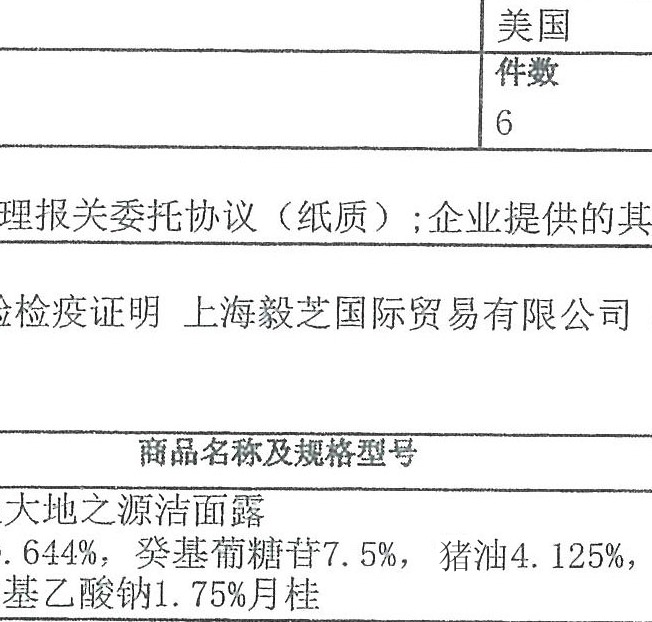 美国
件数
6
理报关委托协议（纸质）;企业提供的其
检疫证明 上海毅芝国际贸易有限公司
商品名称及规格型号
大地之源洁面露
.644%, 癸基葡糖苷7.5%, 猪油4.125%,
基乙酸钠1.75%月桂